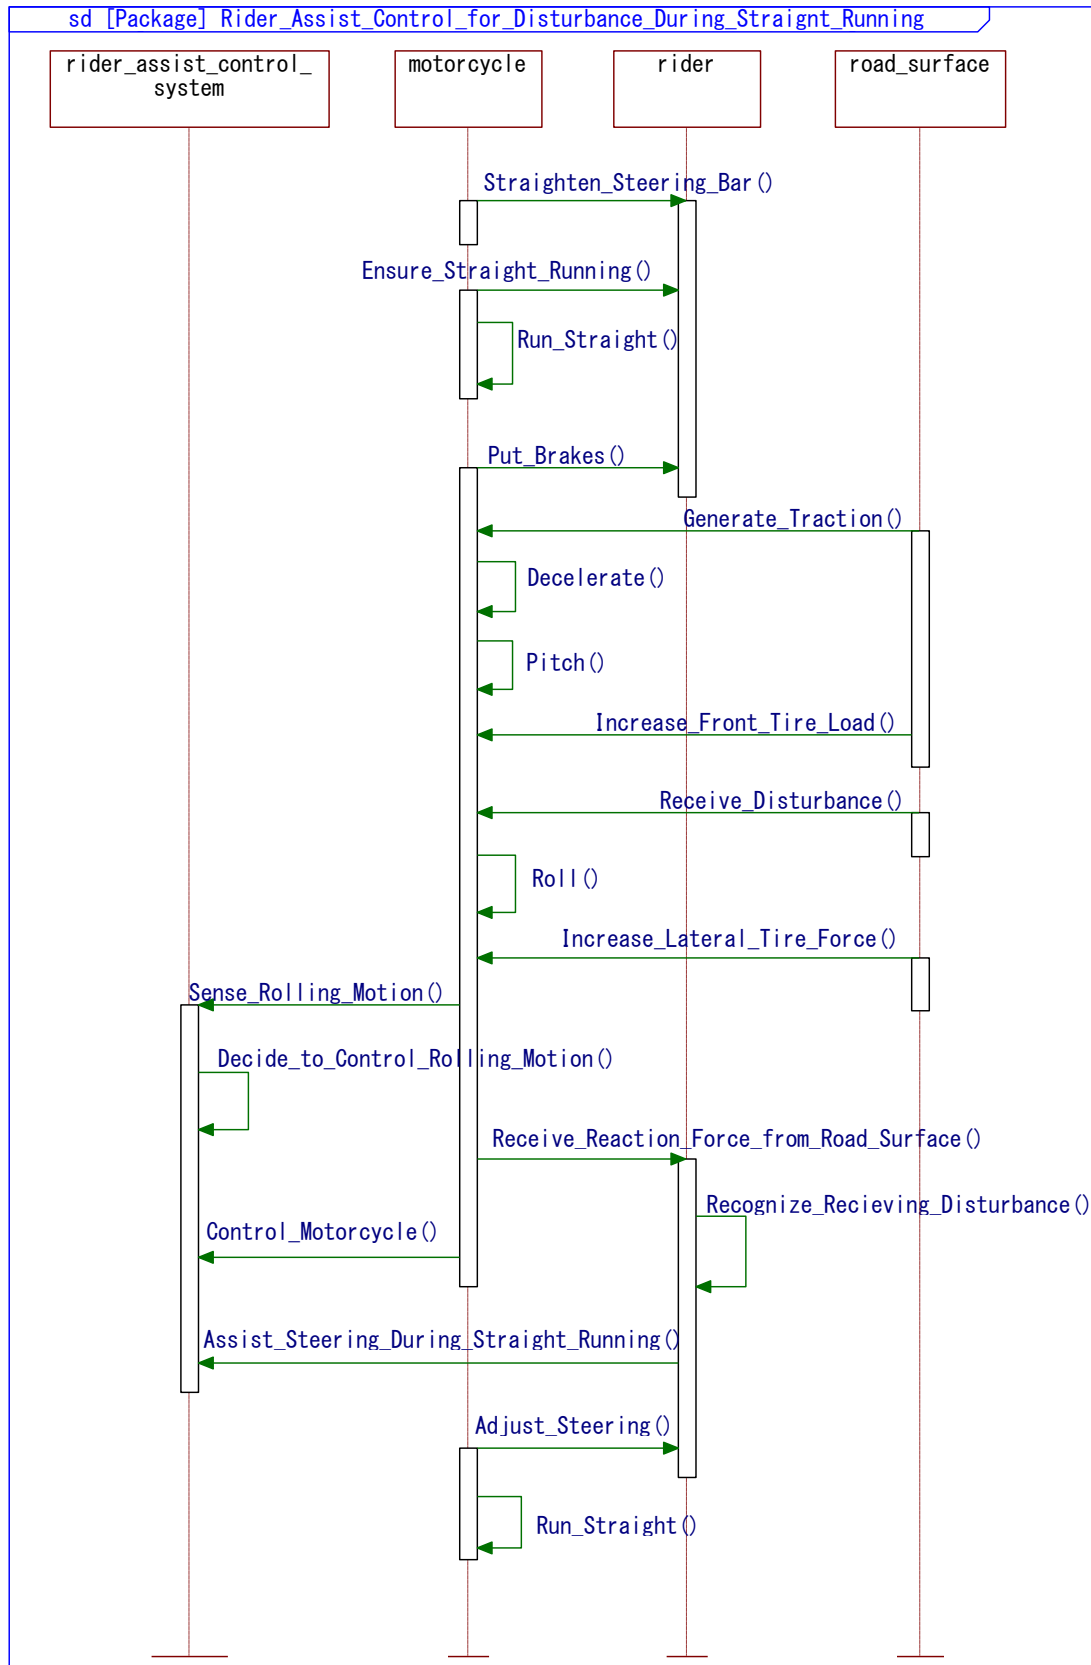 sd [Package] Rider_Assist_Control_for_Disturbance_During_Straignt_Running
rider_assist_control_
system
motorcycle
rider
road_surface
Straighten_Steering_Bar()
Ensure_Straight_Running()
Run_Straight()
Put_Brakes()
Generate_Traction()
Decelerate()
Pitch()
Increase_Front_Tire_Load()
Receive_Disturbance()
Roll()
Increase_Lateral_Tire_Force()
Sense_Rolling_Motion()
Decide_to_Control_Rolling_Motion()
Receive_Reaction_Force_from_Road_Surface()
Recognize_Recieving_Disturbance()
Control_Motorcycle()
Assist_Steering_During_Straight_Running()
Adjust_Steering()
Run_Straight()